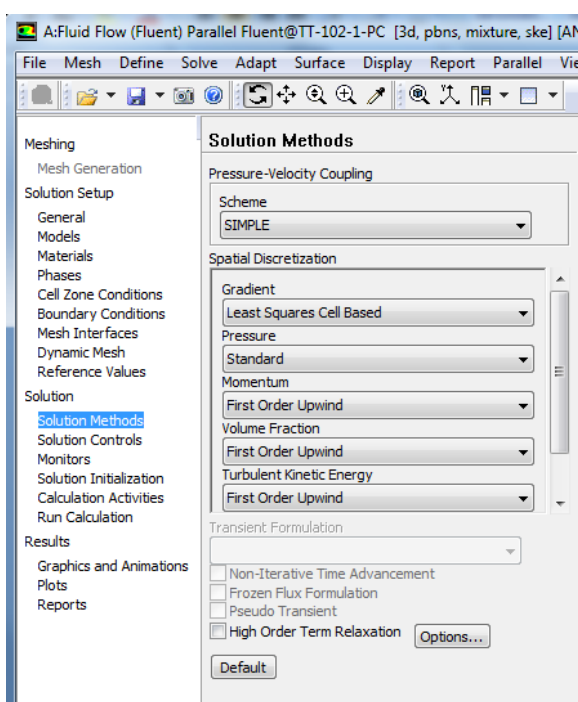 A:Fluid Flow (Fluent) Parallel Fluent@TT-102-1-PC [3d, pbns, mixture, ske] [AN
File Mesh Define Solve Adapt Surface Display Report Parallel Vie
Meshing
Mesh Generation
Solution Setup
General
Models
Materials
Phases
Cell Zone Conditions
Boundary Conditions
Mesh Interfaces
Dynamic Mesh
Reference Values
Solution
Solution Methods
Solution Controls
Monitors
Solution Initialization
Calculation Activities
Run Calculation
Results
Graphics and Animations
Plots
Reports
Solution Methods
Pressure-Velocity Coupling
Scheme
SIMPLE
Spatial Discretization
Gradient
Least Squares Cell Based
Pressure
Standard
Momentum
First Order Upwind
Volume Fraction
First Order Upwind
Turbulent Kinetic Energy
First Order Upwind
Transient Formulation
Non-Iterative Time Advancement
Frozen Flux Formulation
Pseudo Transient
High Order Term Relaxation Options...
Default